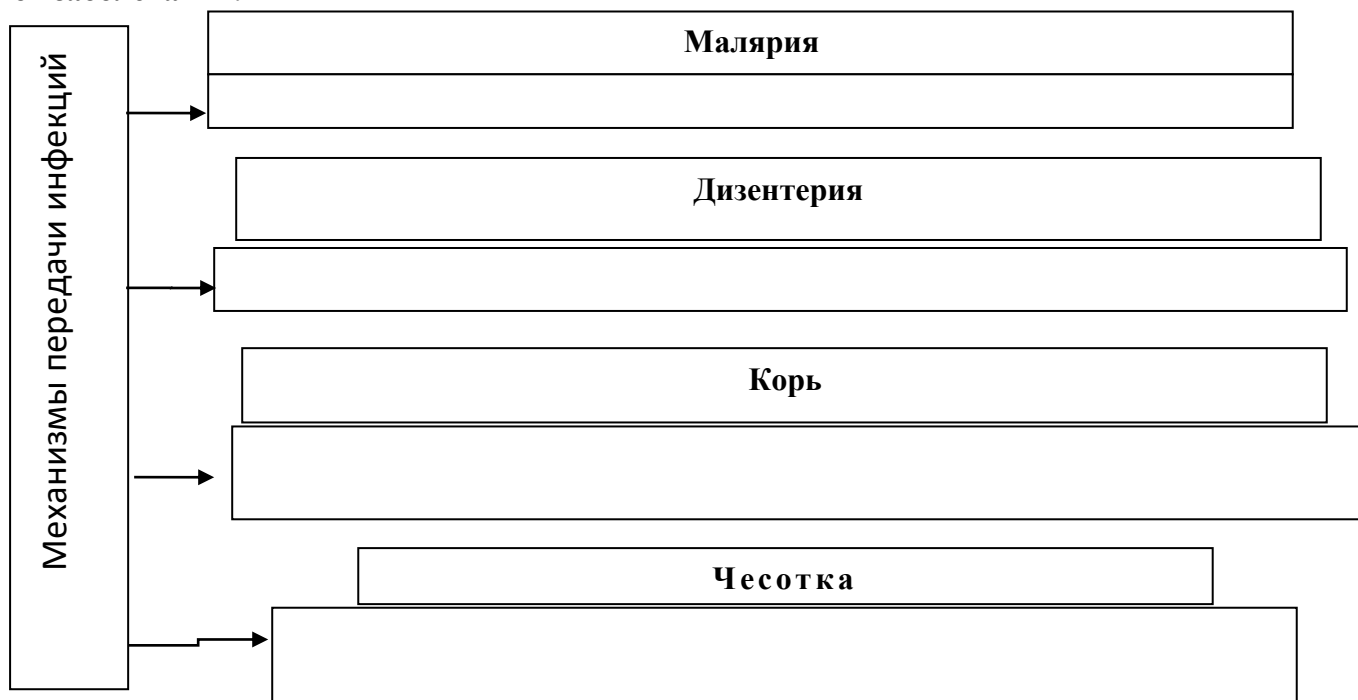 Механизмы передачи инфекций
Малярия
Дизентерия
Корь
Чесотка